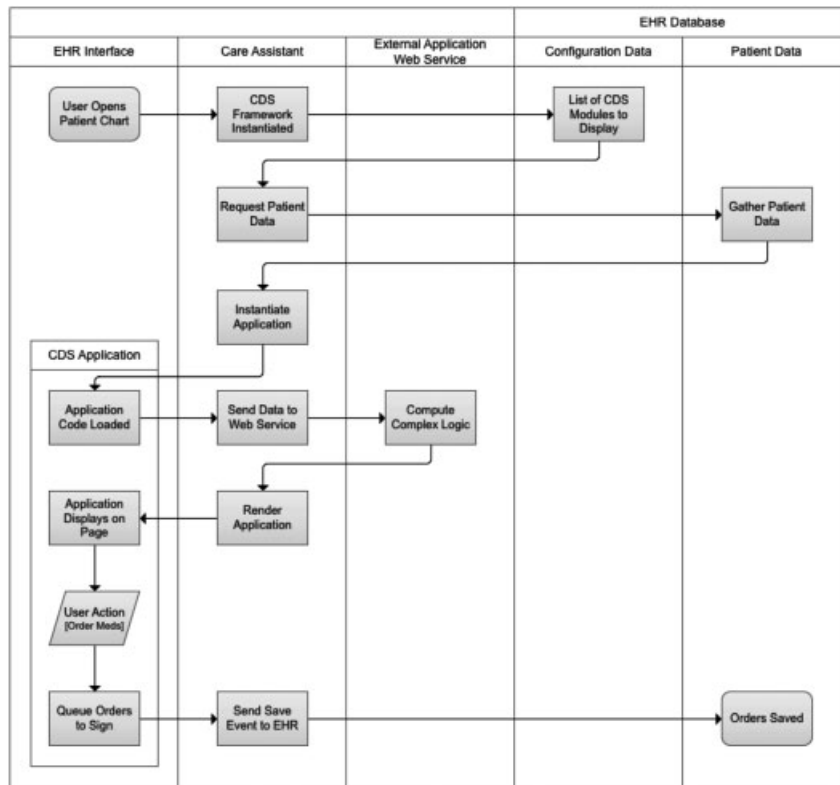 EHR Database
EHR Interface
Care Assistant
External Application
Web Service
Configuration Data
Patient Data
User Opens
Patient Chart
CDS
Framework
Instantiated
List of CDS
Modules to
Display
Request Patient
Data
Gather Patient
Data
Instantiate
Application
CDS Application
Application
Code Loaded
Send Data to
Web Service
Compute
Complex Logic
Application
Displays on
Page
Render
Application
User Action
[Order Meds]
Queue Orders
to Sign
Send Save
Event to EHR
Orders Saved